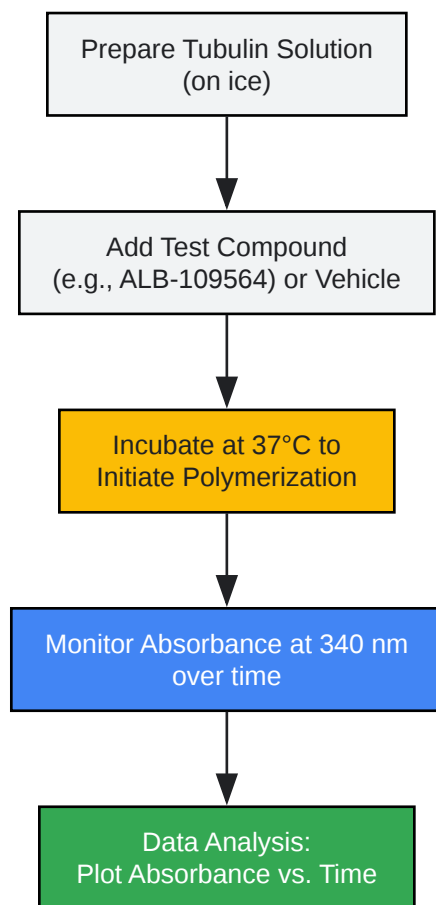 Prepare Tubulin Solution
(on ice)
Add Test Compound
(e.g., ALB-109564) or Vehicle
Incubate at 37°C to
Initiate Polymerization
Monitor Absorbance at 340 nm
over time
Data Analysis:
Plot Absorbance vs. Time